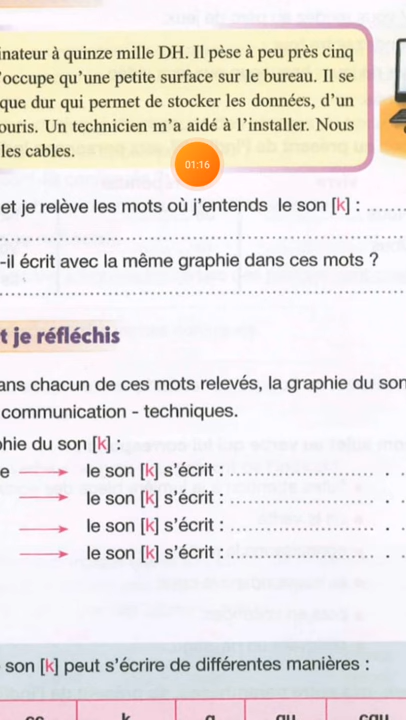 inateur à quinze mille DH. Il pèse à peu près cinq
'occupe qu'une petite surface sur le bureau. Il se
que dur qui permet de stocker les données, d'un
ouris. Un technicien m'a aidé à l'installer. Nous
les cables.
01:16
et je relève les mots où j'entends le son [k] : ......
-il écrit avec la même graphie dans ces mots ?
t je réfléchis
ans chacun de ces mots relevés, la graphie du son
communication - techniques.
hie du son [k] :
e → le son [k] s'écrit : ......................
→ le son [k] s'écrit : ......................
→ le son [k] s'écrit : ......................
→ le son [k] s'écrit : ......................
son [k] peut s'écrire de différentes manières :
k
q
qu
cqu